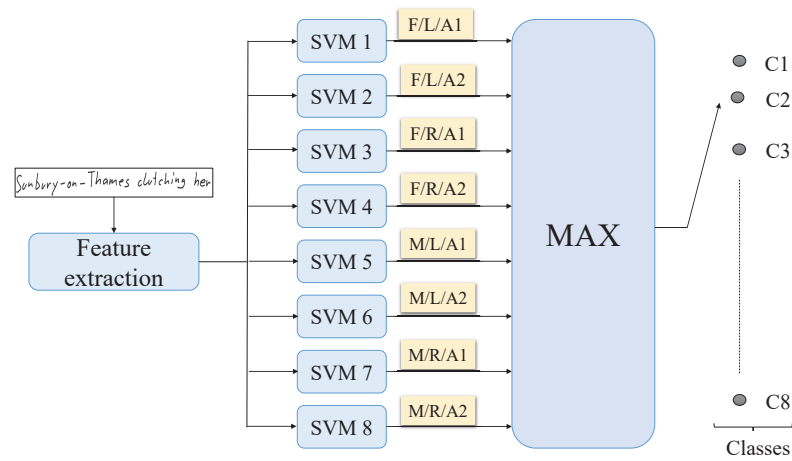 SVM 1
F/L/A1
SVM 2
F/L/A2
SVM 3
F/R/A1
SVM 4
F/R/A2
SVM 5
M/L/A1
SVM 6
M/L/A2
SVM 7
M/R/A1
SVM 8
M/R/A2
Sunbury-on-Thames clutching her
Feature
extraction
MAX
C1
C2
C3
C8
Classes